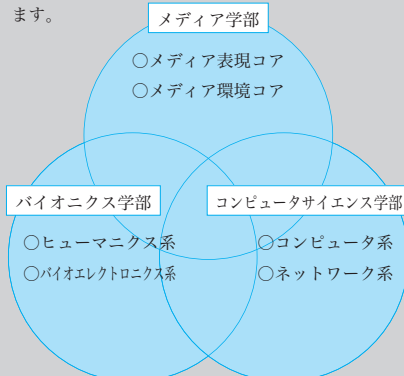 ます。
メディア学部
○メディア表現コア
○メディア環境コア
バイオニクス学部
○ヒューマニクス系
○バイオエレクトロニクス系
コンピュータサイエンス学部
○コンピュータ系
○ネットワーク系